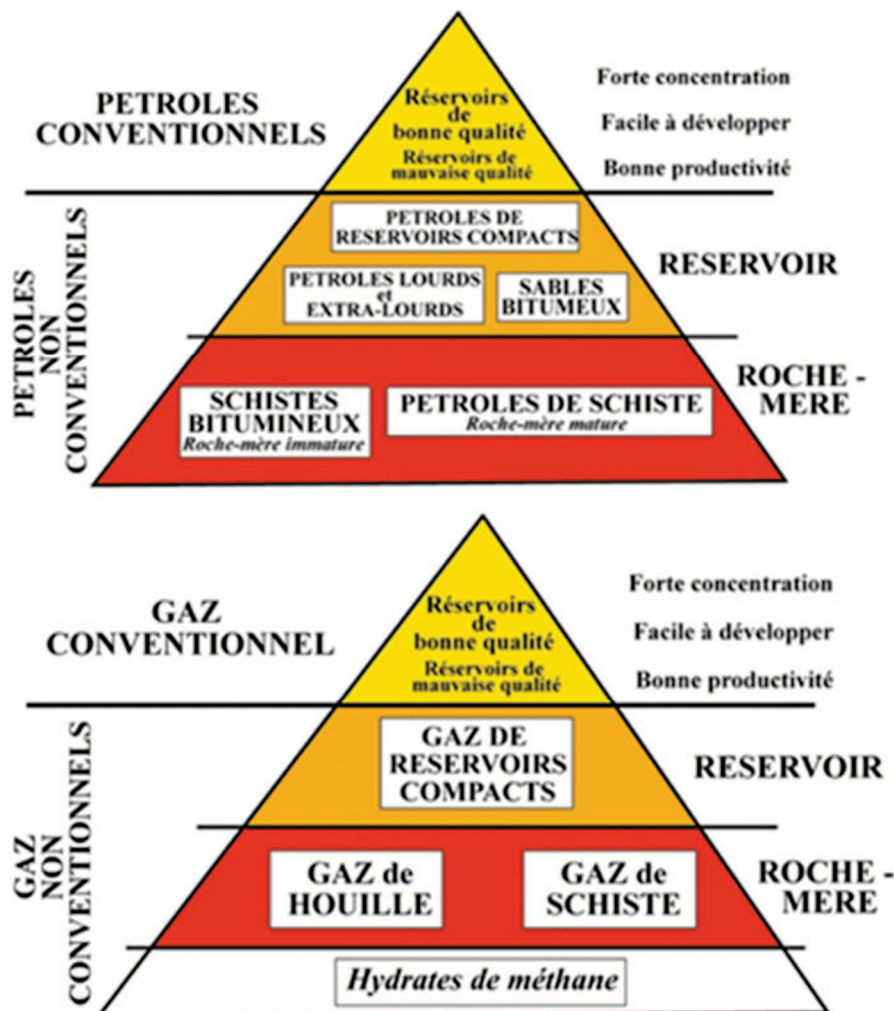 PETROLES
CONVENTIONNELS
Réservoirs
de
bonne qualité
Réservoirs de
mauvaise qualité
Forte concentration
Facile à développer
Bonne productivité
PETROLES
NON
CONVENTIONNELS
PETROLES DE
RESERVOIRS COMPACTS
PETROLES LOURDS
et
EXTRA-LOURDS
SABLES
BITUMEUX
RESERVOIR
SCHISTES
BITUMINEUX
Roche-mère immature
PETROLES DE SCHISTE
Roche-mère mature
ROCHE -
MERE
GAZ
CONVENTIONNEL
Réservoirs
de
bonne qualité
Réservoirs de
mauvaise qualité
Forte concentration
Facile à développer
Bonne productivité
GAZ
NON
CONVENTIONNELS
GAZ DE
RESERVOIRS
COMPACTS
RESERVOIR
GAZ de
HOUILLE
GAZ de
SCHISTE
ROCHE -
MERE
Hydrates de méthane